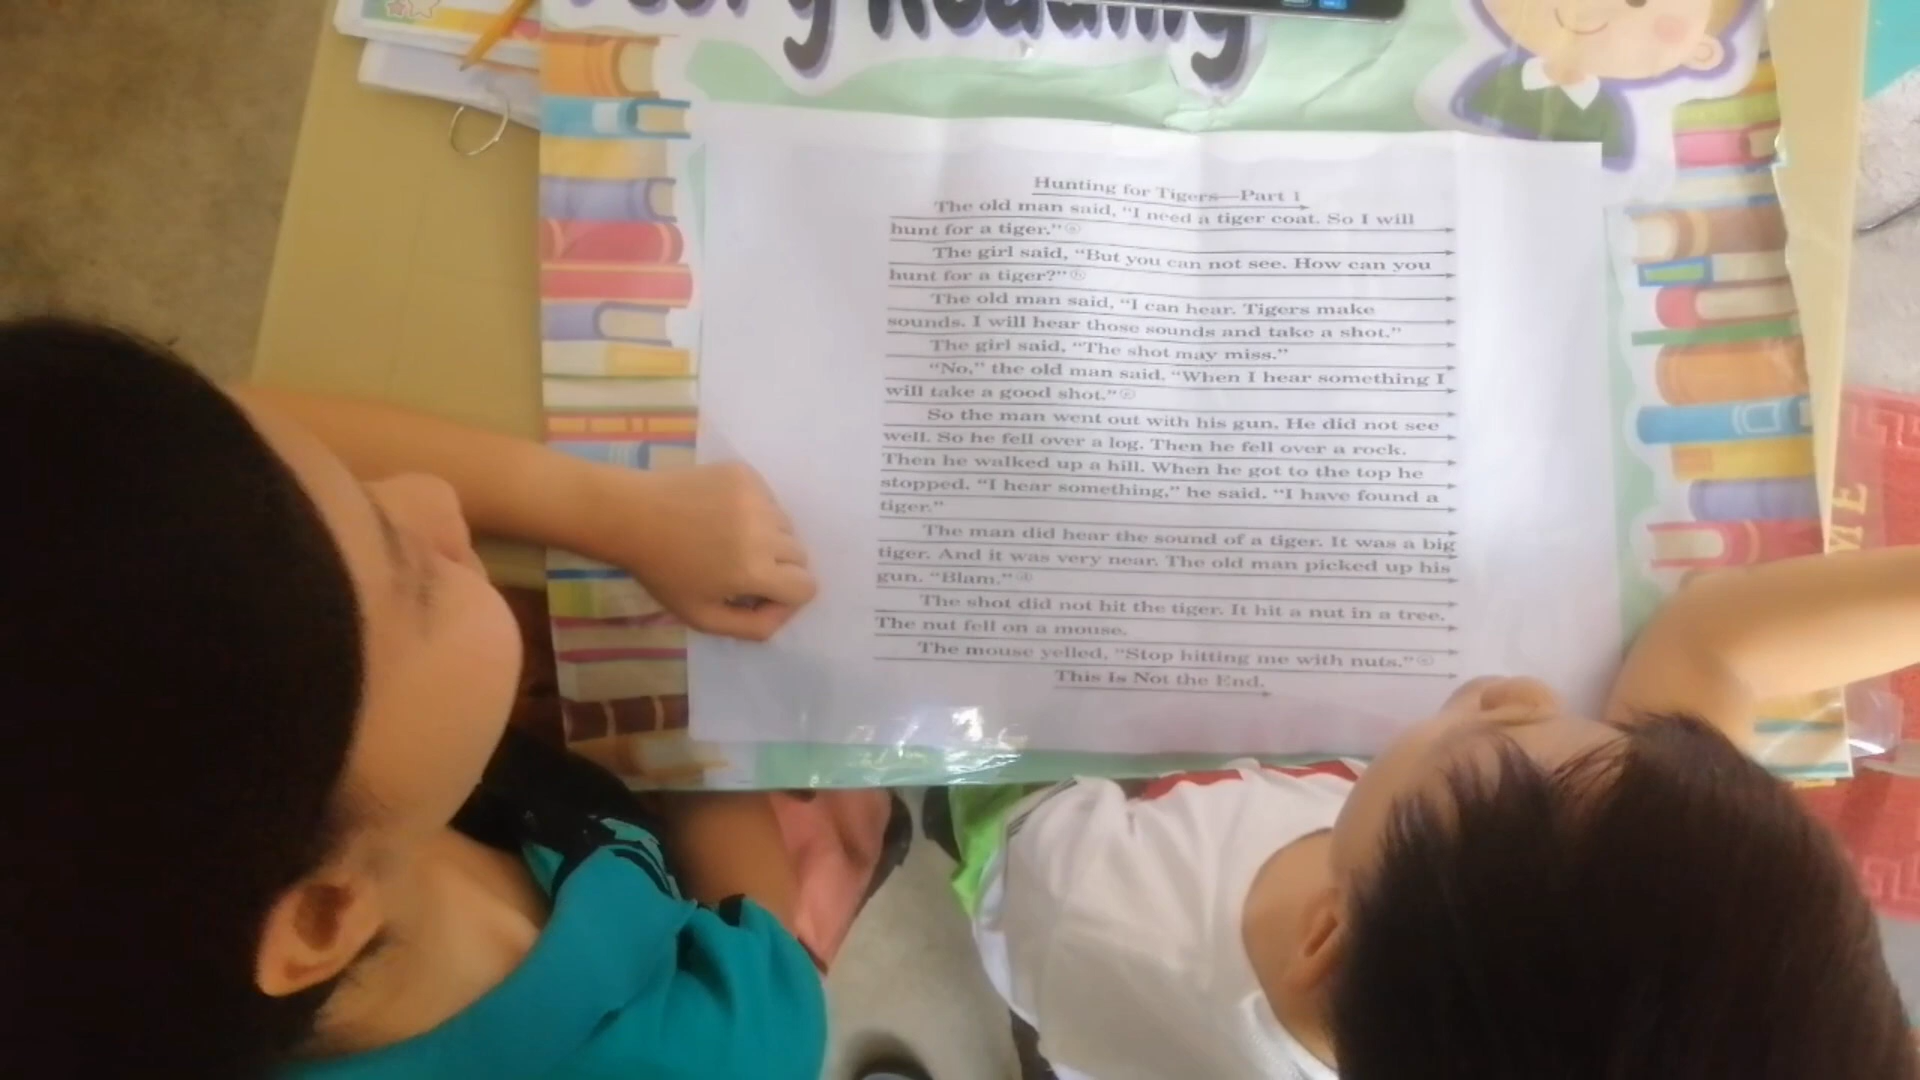 Story Reading
Hunting for Tigers—Part 1
The old man said, “I need a tiger coat. So I will
hunt for a tiger.” ⓐ
The girl said, “But you can not see. How can you
hunt for a tiger?” ⓑ
The old man said, “I can hear. Tigers make
sounds. I will hear those sounds and take a shot.”
The girl said, “The shot may miss.”
“No,” the old man said, “When I hear something I
will take a good shot.” ⓒ
So the man went out with his gun. He did not see
well. So he fell over a log. Then he fell over a rock.
Then he walked up a hill. When he got to the top he
stopped. “I hear something,” he said. “I have found a
tiger.”
The man did hear the sound of a tiger. It was a big
tiger. And it was very near. The old man picked up his
gun. “Blam.” ⓓ
The shot did not hit the tiger. It hit a nut in a tree.
The nut fell on a mouse.
The mouse yelled, “Stop hitting me with nuts.” ⓔ
This Is Not the End.